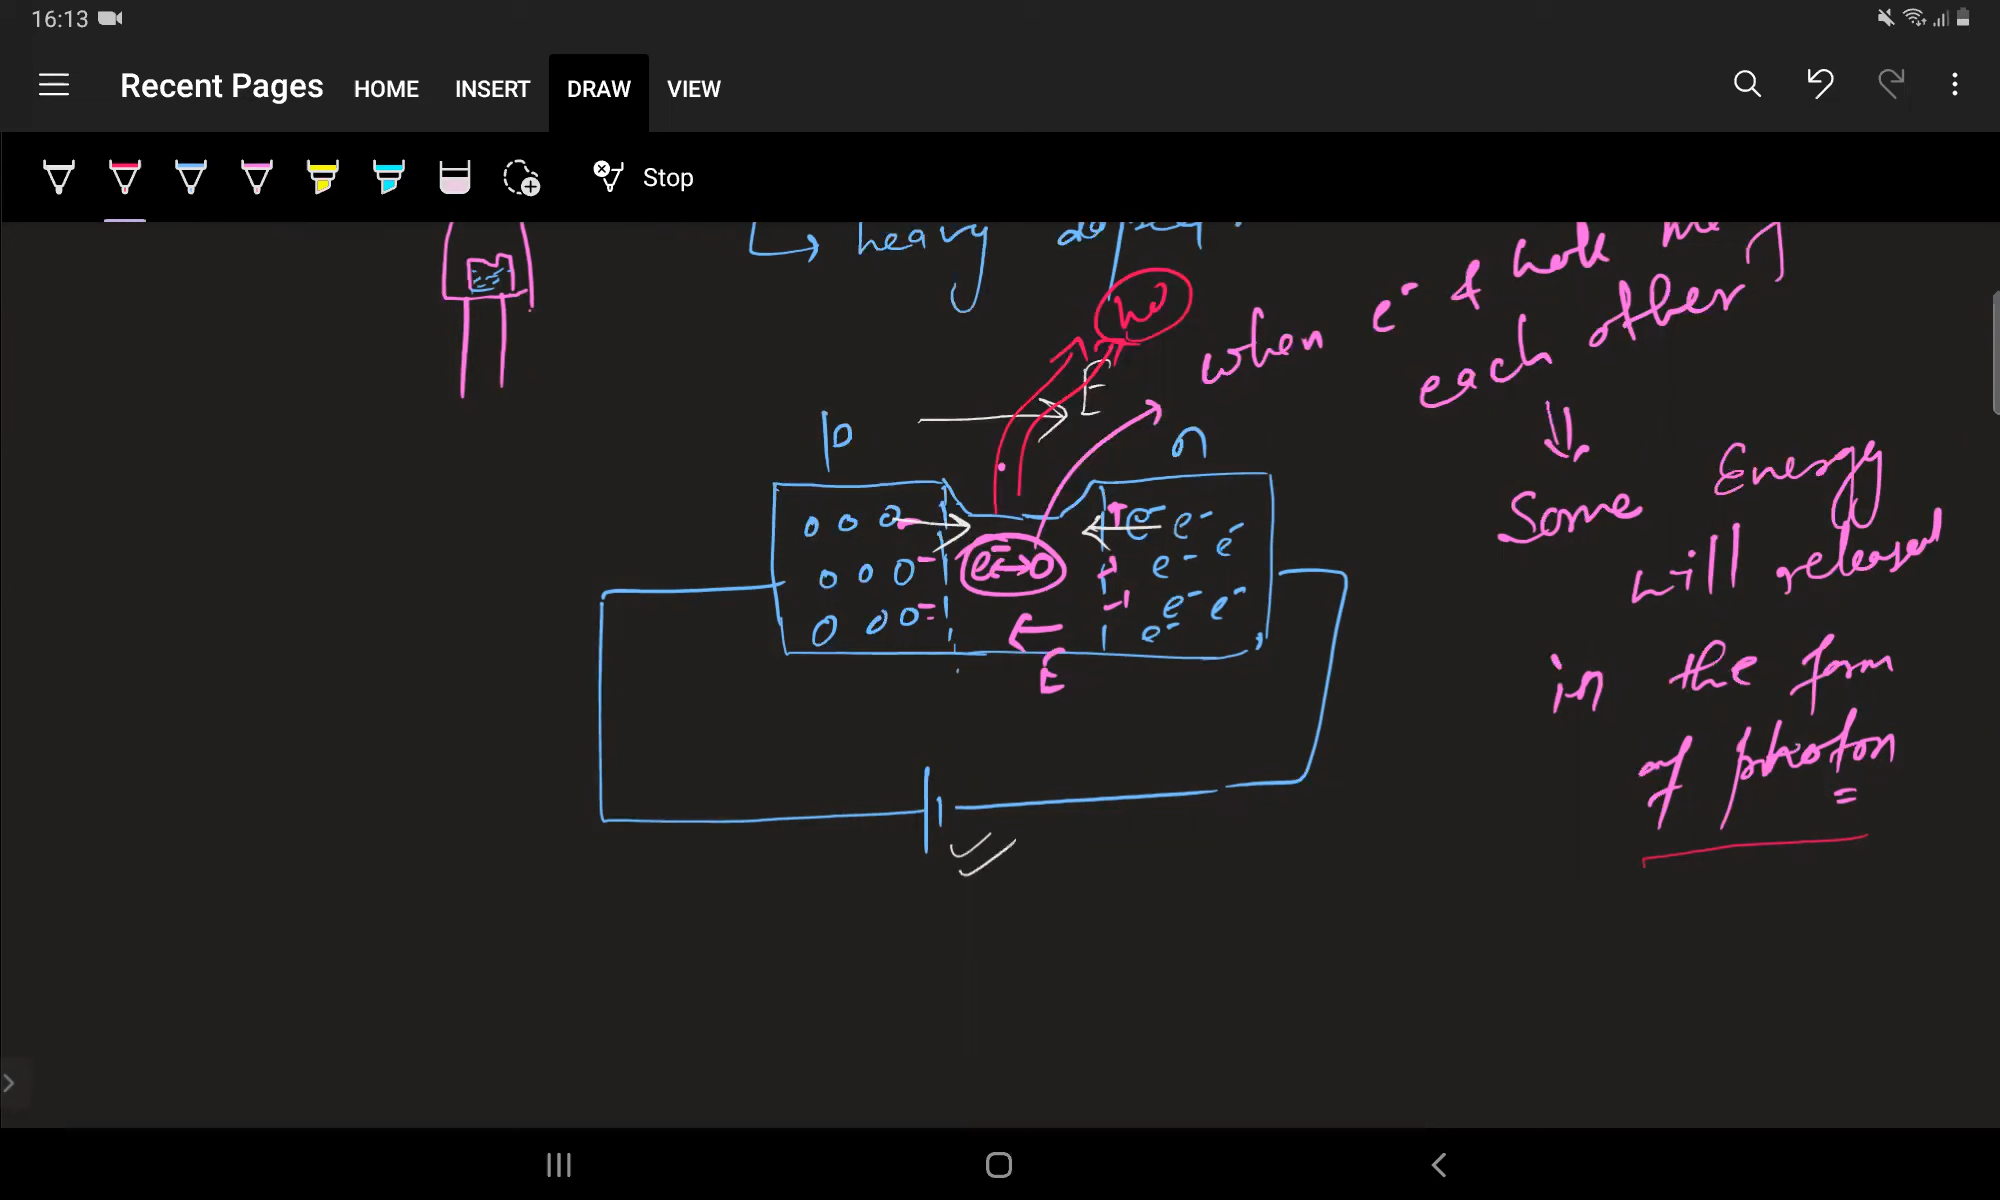 16:13
Recent Pages HOME INSERT DRAW VIEW
Stop
heavy
when e- & hole
each other
hν
E
p
n
Some Energy
will released
in the form
of photon
o o o - + e- e- e-
o o o - e- o + e-
o o o - + e- e- e-
E